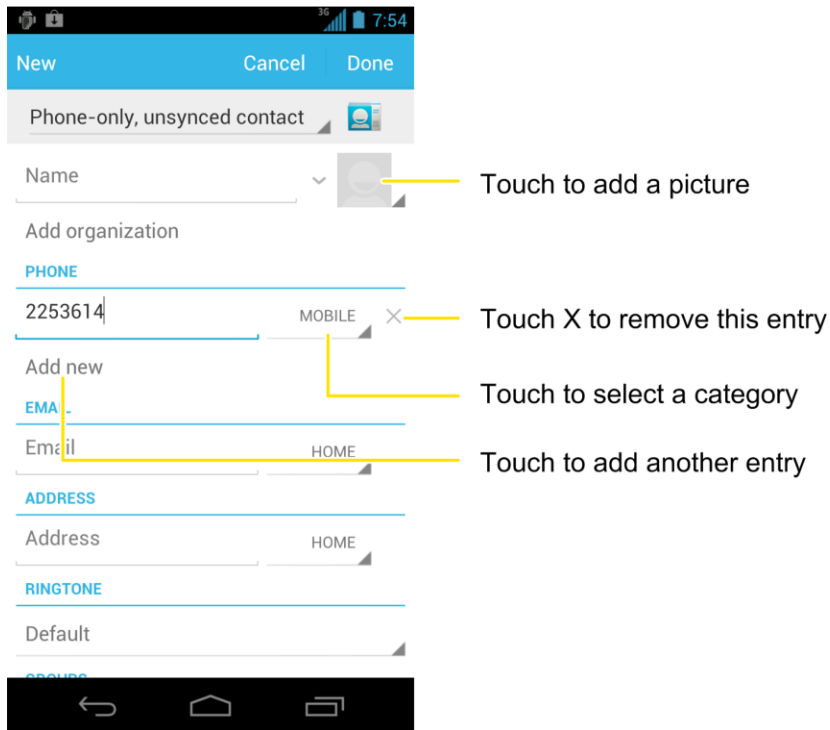 3G 7:54
New Cancel Done
Phone-only, unsynced contact
Name
Touch to add a picture
Add organization
PHONE
2253614 MOBILE
Touch X to remove this entry
Add new
Touch to select a category
EMAIL
Email HOME
Touch to add another entry
ADDRESS
Address HOME
RINGTONE
Default
GROUPS